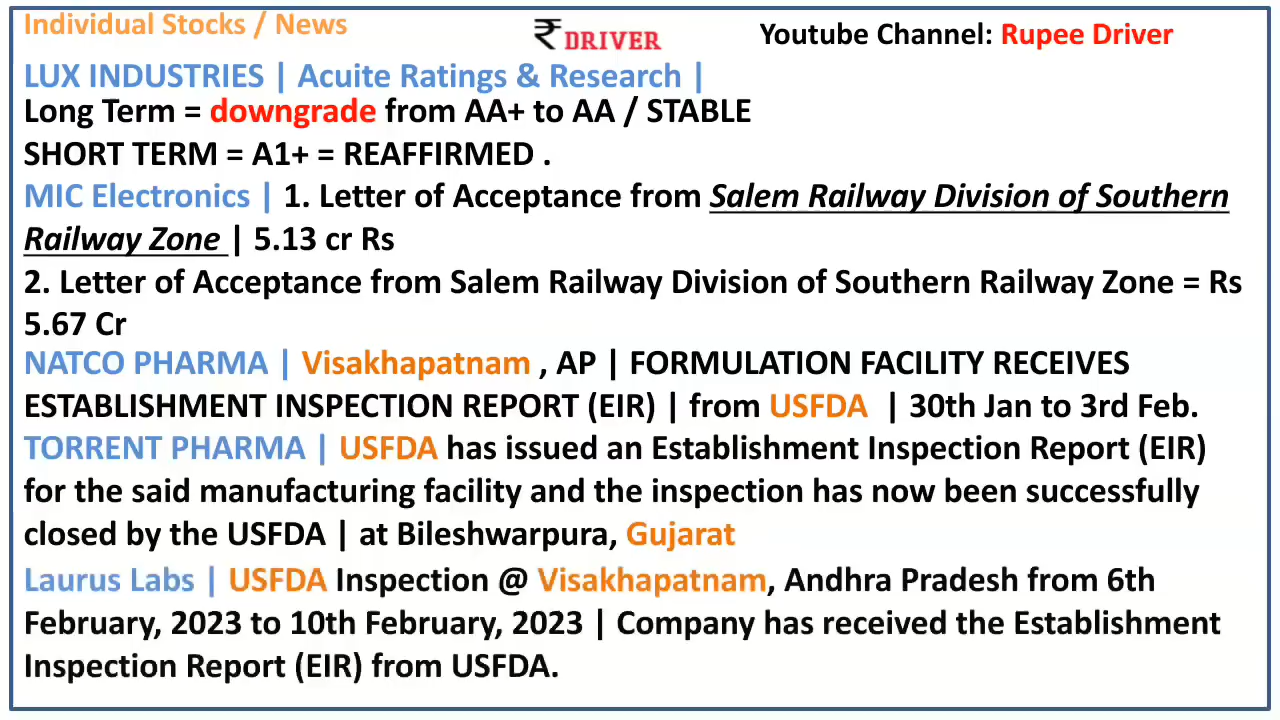 Individual Stocks / News
₹ DRIVER
Youtube Channel: Rupee Driver
LUX INDUSTRIES | Acuite Ratings & Research |
Long Term = downgrade from AA+ to AA / STABLE
SHORT TERM = A1+ = REAFFIRMED .
MIC Electronics | 1. Letter of Acceptance from Salem Railway Division of Southern
Railway Zone | 5.13 cr Rs
2. Letter of Acceptance from Salem Railway Division of Southern Railway Zone = Rs
5.67 Cr
NATCO PHARMA | Visakhapatnam , AP | FORMULATION FACILITY RECEIVES
ESTABLISHMENT INSPECTION REPORT (EIR) | from USFDA | 30th Jan to 3rd Feb.
TORRENT PHARMA | USFDA has issued an Establishment Inspection Report (EIR)
for the said manufacturing facility and the inspection has now been successfully
closed by the USFDA | at Bileshwarpura, Gujarat
Laurus Labs | USFDA Inspection @ Visakhapatnam, Andhra Pradesh from 6th
February, 2023 to 10th February, 2023 | Company has received the Establishment
Inspection Report (EIR) from USFDA.